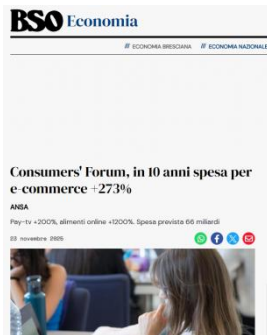 BSO Economia
// ECONOMIA BRESCIANA // ECONOMIA NAZIONALE
Consumers' Forum, in 10 anni spesa per
e-commerce +273%
ANSA
Pay-tv +200%, alimenti online +1200%. Spesa prevista 66 miliardi
23 novembre 2025